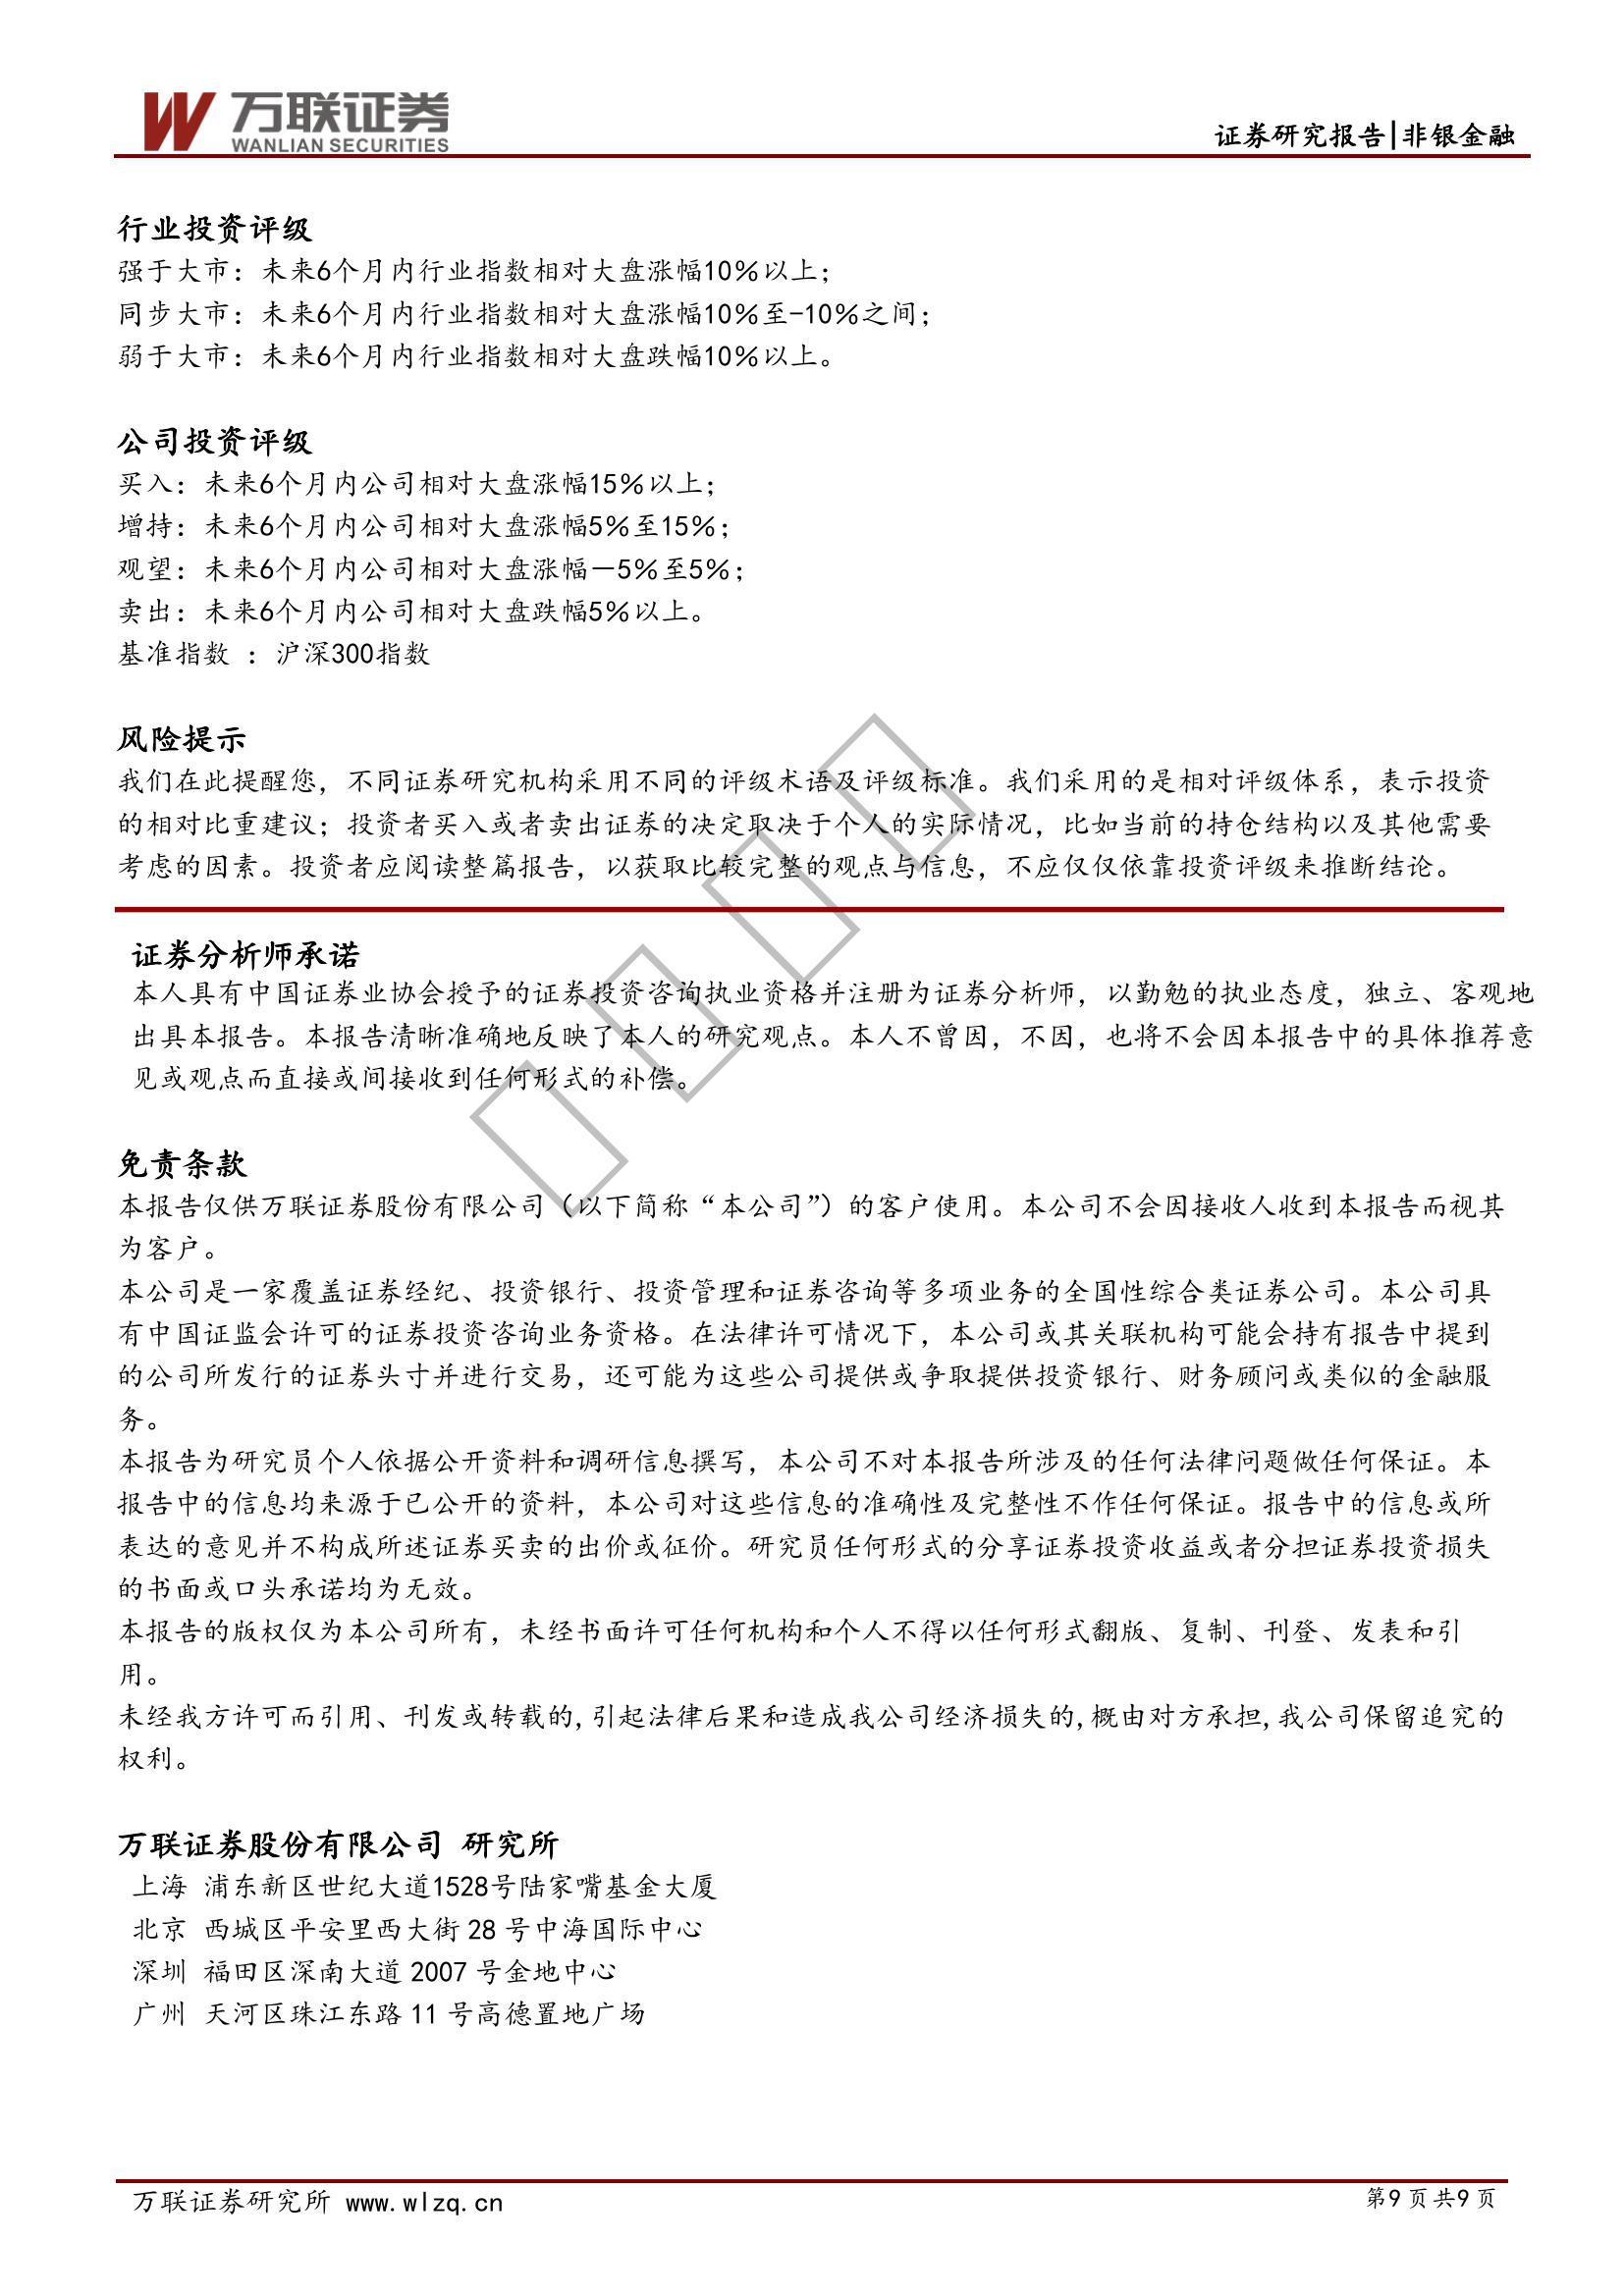 万联证券
WANLIAN SECURITIES
证券研究报告|非银金融
行业投资评级
强于大市：未来6个月内行业指数相对大盘涨幅10％以上；
同步大市：未来6个月内行业指数相对大盘涨幅10％至-10％之间；
弱于大市：未来6个月内行业指数相对大盘跌幅10％以上。
公司投资评级
买入：未来6个月内公司相对大盘涨幅15％以上；
增持：未来6个月内公司相对大盘涨幅5％至15％；
观望：未来6个月内公司相对大盘涨幅－5％至5％；
卖出：未来6个月内公司相对大盘跌幅5％以上。
基准指数 ：沪深300指数
风险提示
我们在此提醒您，不同证券研究机构采用不同的评级术语及评级标准。我们采用的是相对评级体系，表示投资
的相对比重建议；投资者买入或者卖出证券的决定取决于个人的实际情况，比如当前的持仓结构以及其他需要
考虑的因素。投资者应阅读整篇报告，以获取比较完整的观点与信息，不应仅仅依靠投资评级来推断结论。
证券分析师承诺
本人具有中国证券业协会授予的证券投资咨询执业资格并注册为证券分析师，以勤勉的执业态度，独立、客观地
出具本报告。本报告清晰准确地反映了本人的研究观点。本人不曾因，不因，也将不会因本报告中的具体推荐意
见或观点而直接或间接收到任何形式的补偿。
免责条款
本报告仅供万联证券股份有限公司（以下简称“本公司”）的客户使用。本公司不会因接收人收到本报告而视其
为客户。
本公司是一家覆盖证券经纪、投资银行、投资管理和证券咨询等多项业务的全国性综合类证券公司。本公司具
有中国证监会许可的证券投资咨询业务资格。在法律许可情况下，本公司或其关联机构可能会持有报告中提到
的公司所发行的证券头寸并进行交易，还可能为这些公司提供或争取提供投资银行、财务顾问或类似的金融服
务。
本报告为研究员个人依据公开资料和调研信息撰写，本公司不对本报告所涉及的任何法律问题做任何保证。本
报告中的信息均来源于已公开的资料，本公司对这些信息的准确性及完整性不作任何保证。报告中的信息或所
表达的意见并不构成所述证券买卖的出价或征价。研究员任何形式的分享证券投资收益或者分担证券投资损失
的书面或口头承诺均为无效。
本报告的版权仅为本公司所有，未经书面许可任何机构和个人不得以任何形式翻版、复制、刊登、发表和引
用。
未经我方许可而引用、刊发或转载的,引起法律后果和造成我公司经济损失的,概由对方承担,我公司保留追究的
权利。
万联证券股份有限公司 研究所
上海 浦东新区世纪大道1528号陆家嘴基金大厦
北京 西城区平安里西大街 28 号中海国际中心
深圳 福田区深南大道 2007 号金地中心
广州 天河区珠江东路 11 号高德置地广场
万联证券研究所 www.wlzq.cn
第9页共9页